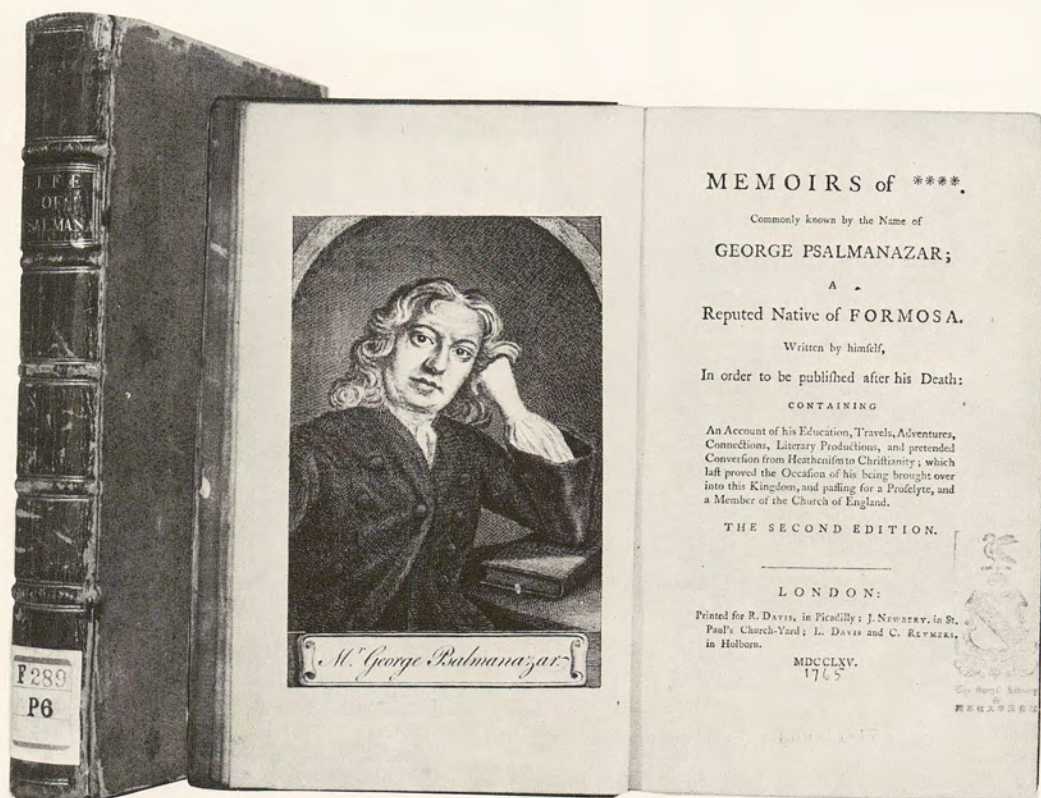 LIFE
OF
PSALMANA
F289
P6
Mr George Psalmanazar
MEMOIRS of ****.
Commonly known by the Name of
GEORGE PSALMANAZAR;
A
Reputed Native of FORMOSA.
Written by himſelf,
In order to be publiſhed after his Death:
CONTAINING
An Account of his Education, Travels, Adventures,
Connections, Literary Productions, and pretended
Converſion from Heatheniſm to Chriſtianity; which
laſt proved the Occaſion of his being brought over
into this Kingdom, and paſſing for a Proſelyte, and
a Member of the Church of England.
THE SECOND EDITION.
LONDON:
Printed for R. DAVIS, in Picadilly; J. NEWBERY, in St.
Paul's Church-Yard; L. DAVIS and C. REYMERS,
in Holborn.
MDCCLXV.
1765